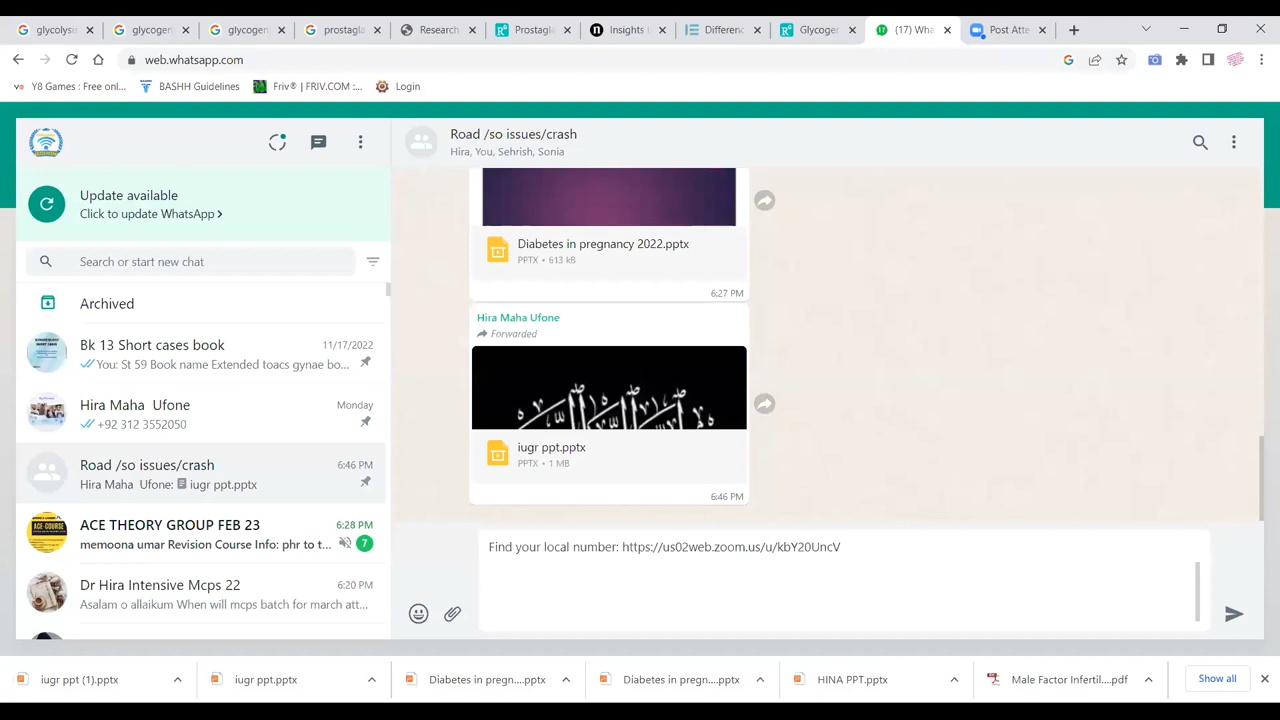 glycolysis
glycogen
glycogen
prostagla
Research
Prostagle
Insights
Differenc
Glycoger
(17) Wha
Post Atte
web.whatsapp.com
Y8 Games : Free onl...
BASHH Guidelines
Friv® | FRIV.COM :...
Login
Update available
Click to update WhatsApp
Search or start new chat
Archived
Bk 13 Short cases book
11/17/2022
You: St 59 Book name Extended toacs gynae bo...
Hira Maha Ufone
Monday
+92 312 3552050
Road /so issues/crash
6:46 PM
Hira Maha Ufone: iugr ppt.pptx
ACE THEORY GROUP FEB 23
6:28 PM
memoona umar Revision Course Info: phr to t...
7
Dr Hira Intensive Mcps 22
6:20 PM
Asalam o allaikum When will mcps batch for march att...
Road /so issues/crash
Hira, You, Sehrish, Sonia
Diabetes in pregnancy 2022.pptx
PPTX • 613 kB
6:27 PM
Hira Maha Ufone
Forwarded
iugr ppt.pptx
PPTX • 1 MB
6:46 PM
Find your local number: https://us02web.zoom.us/u/kbY20UncV
iugr ppt (1).pptx
iugr ppt.pptx
Diabetes in pregn....pptx
Diabetes in pregn....pptx
HINA PPT.pptx
Male Factor Infertil....pdf
Show all